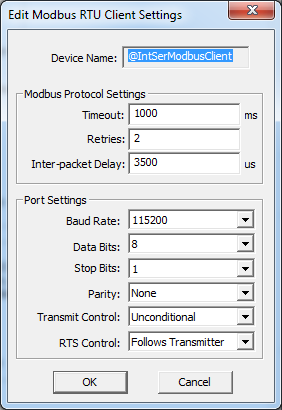 Edit Modbus RTU Client Settings
Device Name: @IntSerModbusClient
Modbus Protocol Settings
Timeout: 1000 ms
Retries: 2
Inter-packet Delay: 3500 us
Port Settings
Baud Rate: 115200
Data Bits: 8
Stop Bits: 1
Parity: None
Transmit Control: Unconditional
RTS Control: Follows Transmitter
OK Cancel